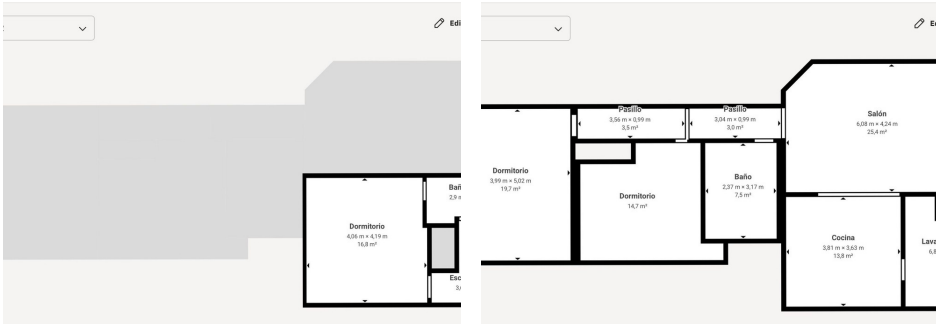 Edi
Bañ
2,9 m
Dormitorio
4,06 m × 4,19 m
16,8 m²
Esc
3,
E
Pasillo
3,56 m × 0,99 m
3,5 m²
Pasillo
3,04 m × 0,99 m
3,0 m²
Salón
6,08 m × 4,24 m
25,4 m²
Dormitorio
3,99 m × 5,02 m
19,7 m²
Dormitorio
14,7 m²
Baño
2,37 m × 3,17 m
7,5 m²
Cocina
3,81 m × 3,63 m
13,8 m²
Lava
6,8